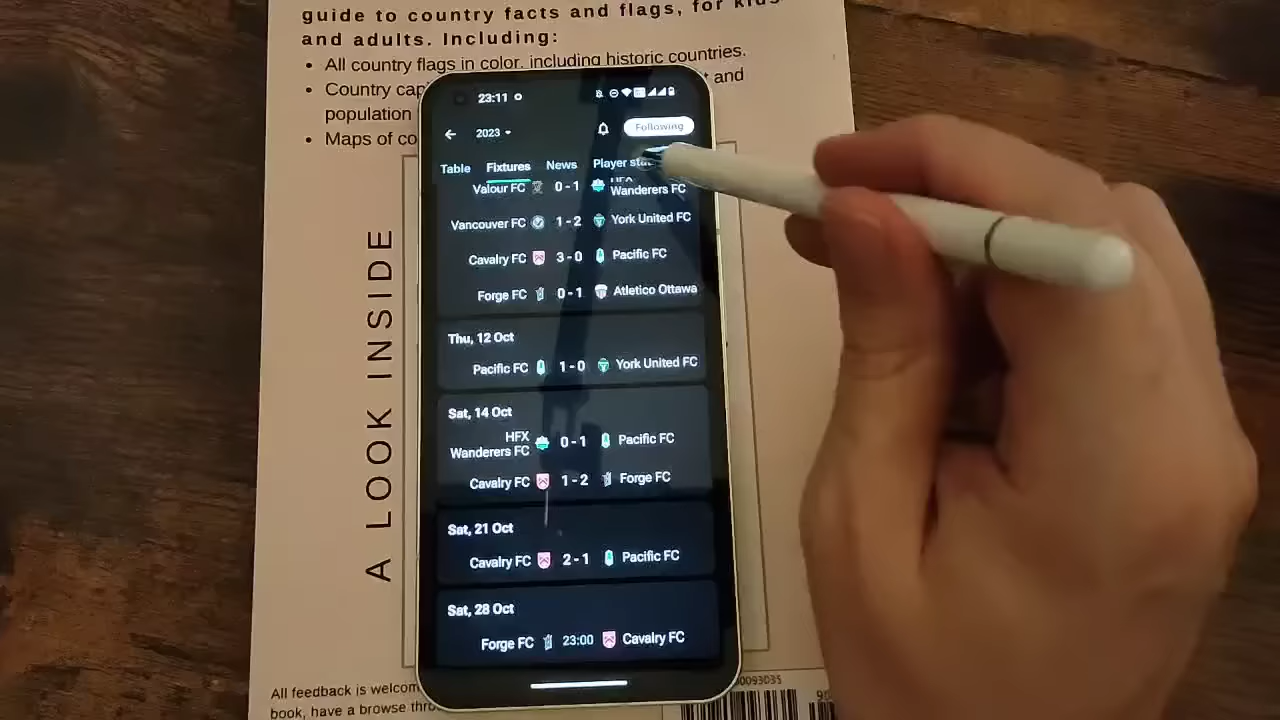 guide to country facts and flags, for kids
and adults. Including:
• All country flags in color, including historic countries.
• Country
and
population
• Maps of
A LOOK INSIDE
23:11
2023
Following
Table Fixtures News Player
Valour FC 0 - 1 HFX Wanderers FC
Vancouver FC 1 - 2 York United FC
Cavalry FC 3 - 0 Pacific FC
Forge FC 0 - 1 Atletico Ottawa
Thu, 12 Oct
Pacific FC 1 - 0 York United FC
Sat, 14 Oct
HFX Wanderers FC 0 - 1 Pacific FC
Cavalry FC 1 - 2 Forge FC
Sat, 21 Oct
Cavalry FC 2 - 1 Pacific FC
Sat, 28 Oct
Forge FC 23:00 Cavalry FC
All feedback is
book, have a browse
0093035